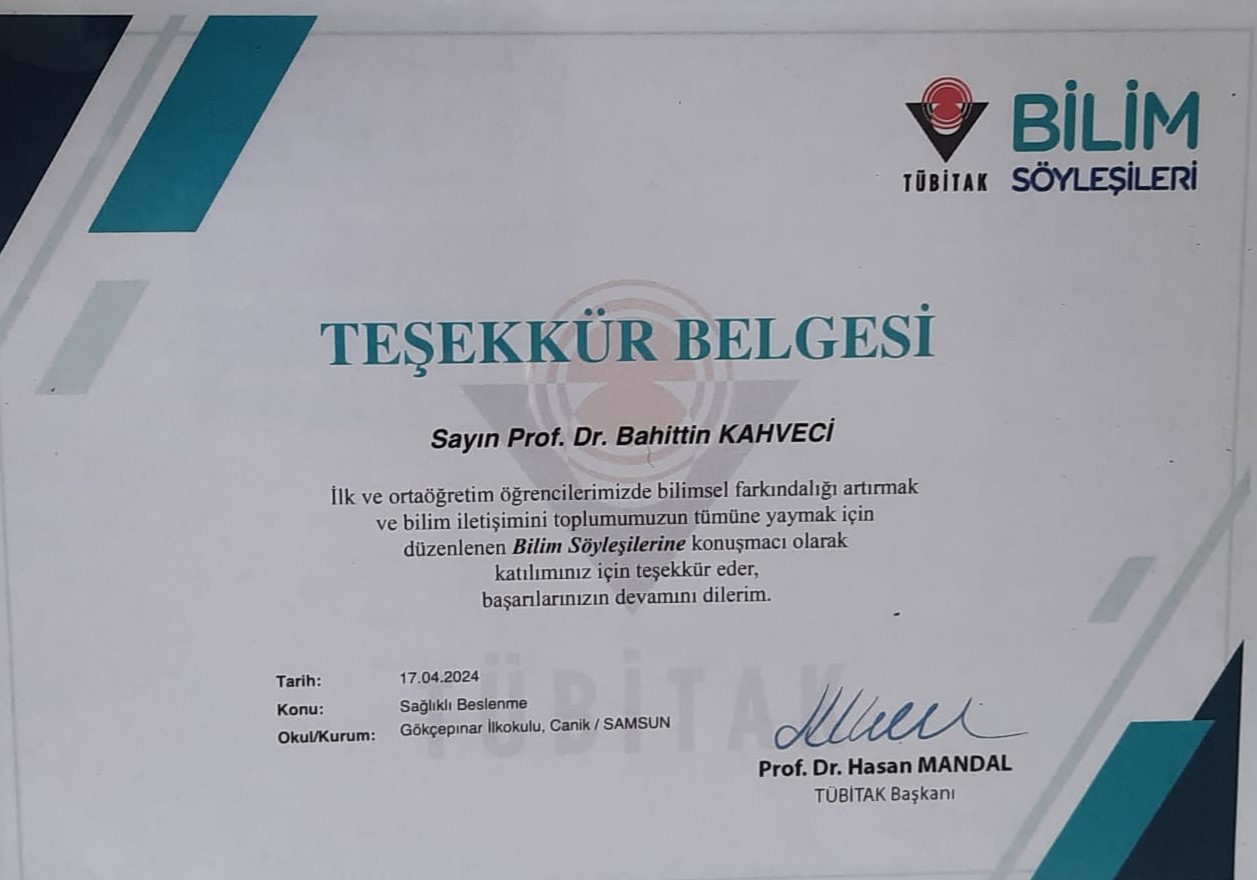 BİLİM
TÜBİTAK SÖYLEŞİLERİ
TEŞEKKÜR BELGESİ
Sayın Prof. Dr. Bahittin KAHVECİ
İlk ve ortaöğretim öğrencilerimizde bilimsel farkındalığı artırmak
ve bilim iletişimini toplumumuzun tümüne yaymak için
düzenlenen Bilim Söyleşilerine konuşmacı olarak
katılımınız için teşekkür eder,
başarılarınızın devamını dilerim.
Tarih: 17.04.2024
Konu: Sağlıklı Beslenme
Okul/Kurum: Gökçepınar İlkokulu, Canik / SAMSUN
TÜBİTAK
Prof. Dr. Hasan MANDAL
TÜBİTAK Başkanı